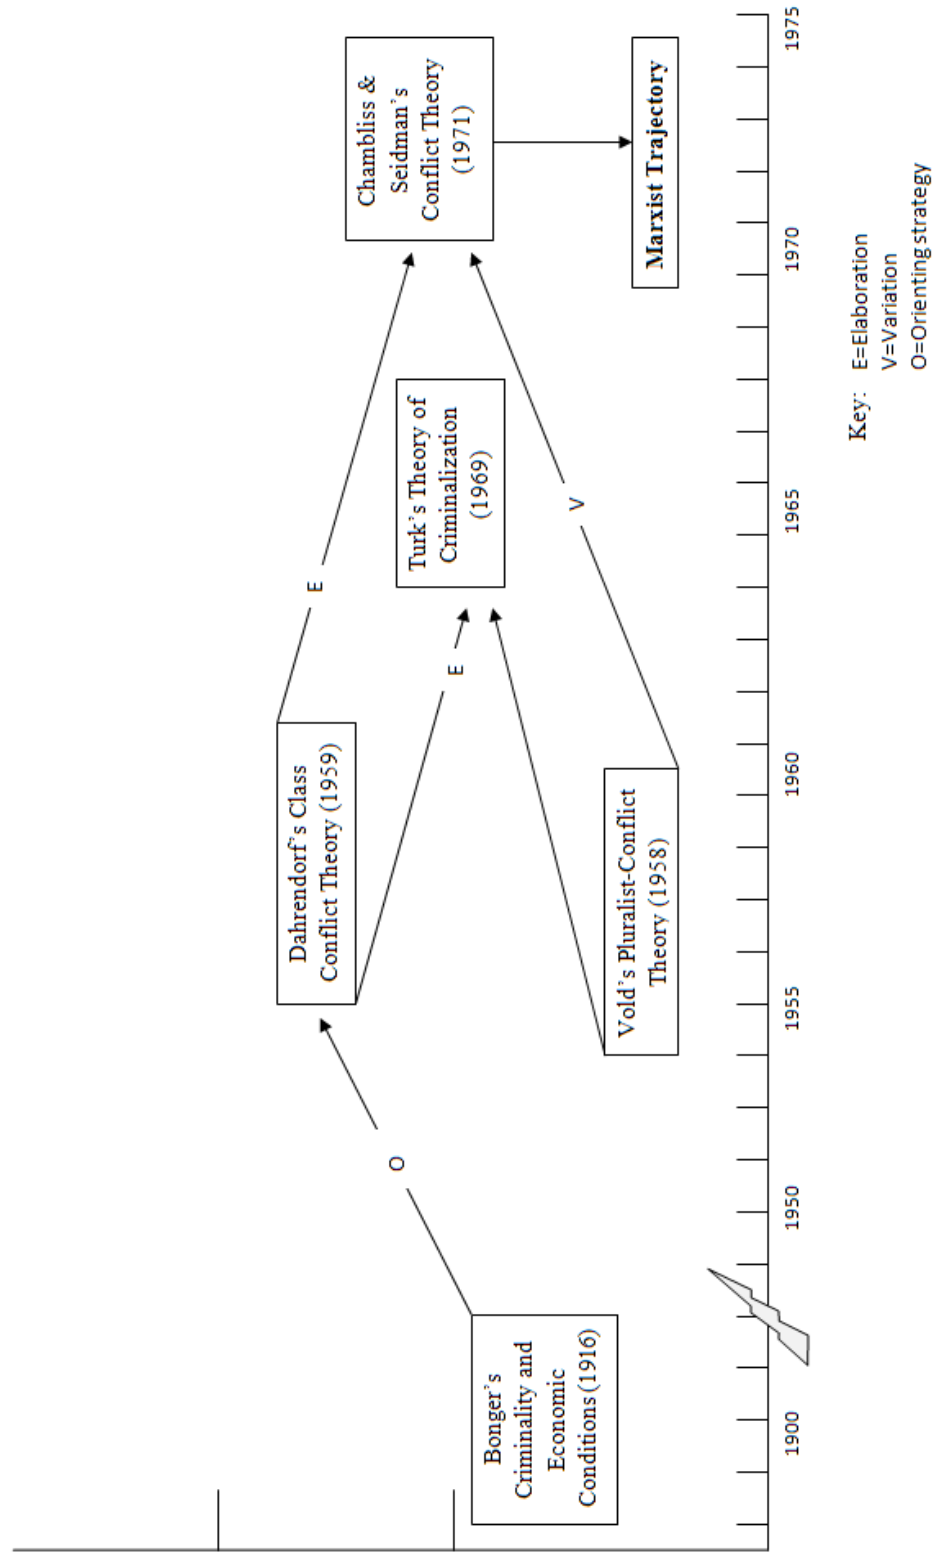 Bonger's
Criminality and
Economic
Conditions (1916)
O
Dahrendorf's Class
Conflict Theory (1959)
Vold's Pluralist-Conflict
Theory (1958)
E
E
V
Turk's Theory of
Criminalization
(1969)
Chambliss &
Seidman's
Conflict Theory
(1971)
Marxist Trajectory
1900
1950
1955
1960
1965
1970
1975
Key: E=Elaboration
V=Variation
O=Orienting strategy